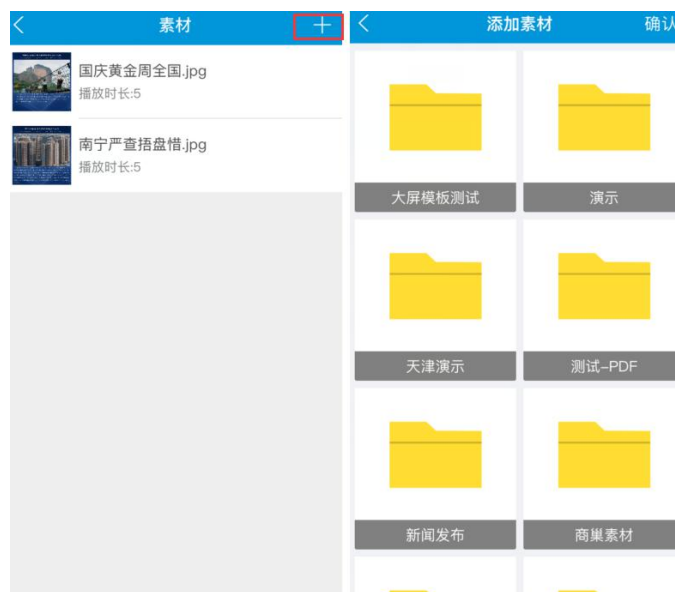 素材
国庆黄金周全国.jpg
播放时长:5
南宁严查捂盘惜.jpg
播放时长:5
添加素材
确认
大屏模板测试
演示
天津演示
测试-PDF
新闻发布
商巢素材